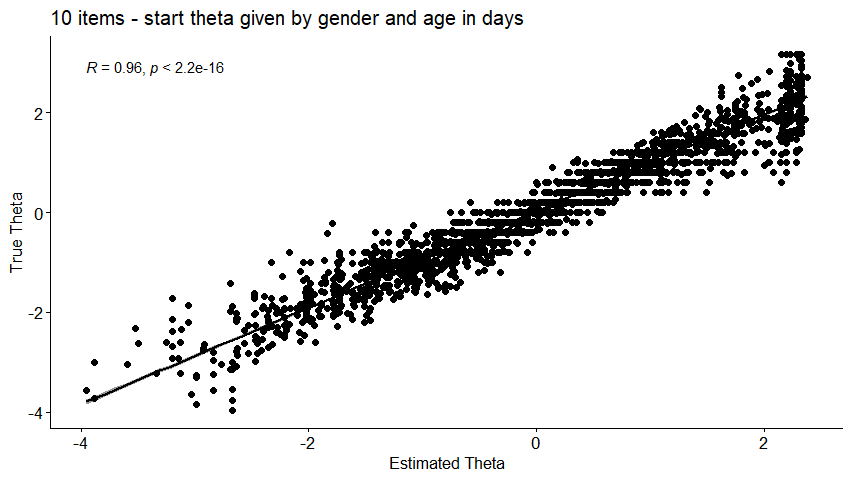 10 items - start theta given by gender and age in days
R = 0.96, p < 2.2e-16
True Theta
2
0
-2
-4
-4 -2 0 2
Estimated Theta